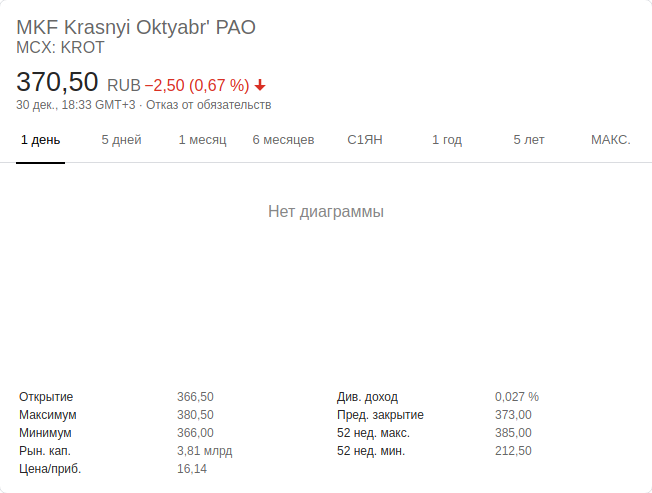 MKF Krasnyi Oktyabr' PAO
MCX: KROT
370,50 RUB −2,50 (0,67 %)
30 дек., 18:33 GMT+3 · Отказ от обязательств
1 день 5 дней 1 месяц 6 месяцев С1ЯН 1 год 5 лет МАКС.
Нет диаграммы
Открытие 366,50 Див. доход 0,027 %
Максимум 380,50 Пред. закрытие 373,00
Минимум 366,00 52 нед. макс. 385,00
Рын. кап. 3,81 млрд 52 нед. мин. 212,50
Цена/приб. 16,14